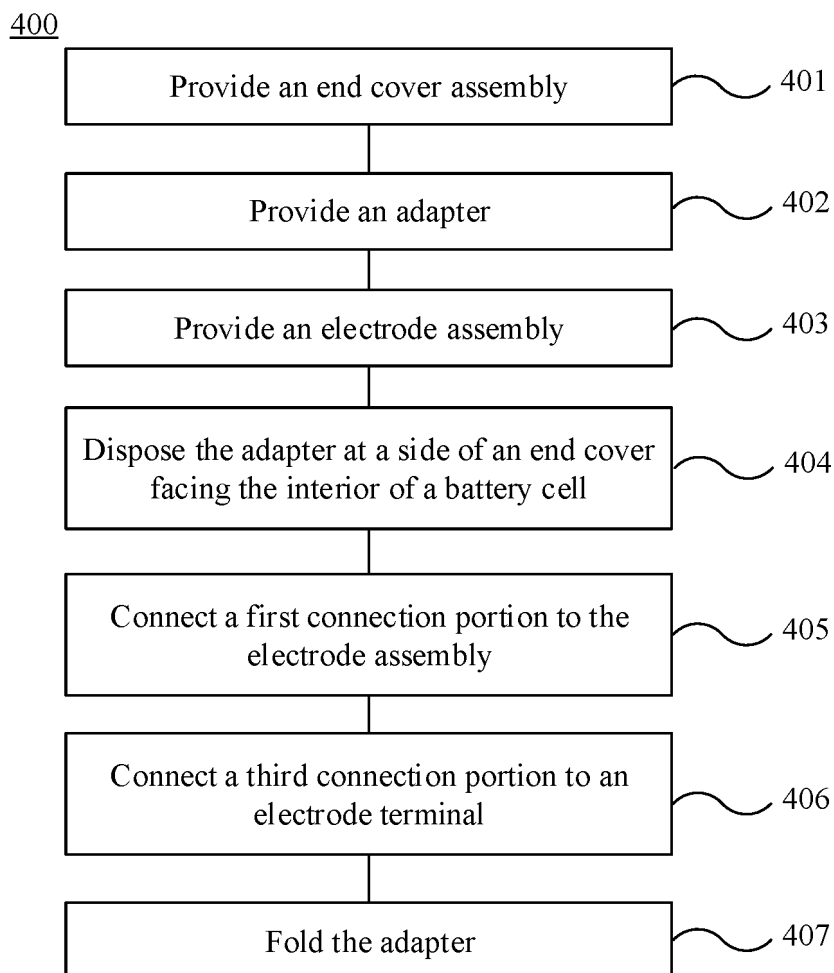 400
Provide an end cover assembly
401
Provide an adapter
402
Provide an electrode assembly
403
Dispose the adapter at a side of an end cover
facing the interior of a battery cell
404
Connect a first connection portion to the
electrode assembly
405
Connect a third connection portion to an
electrode terminal
406
Fold the adapter
407